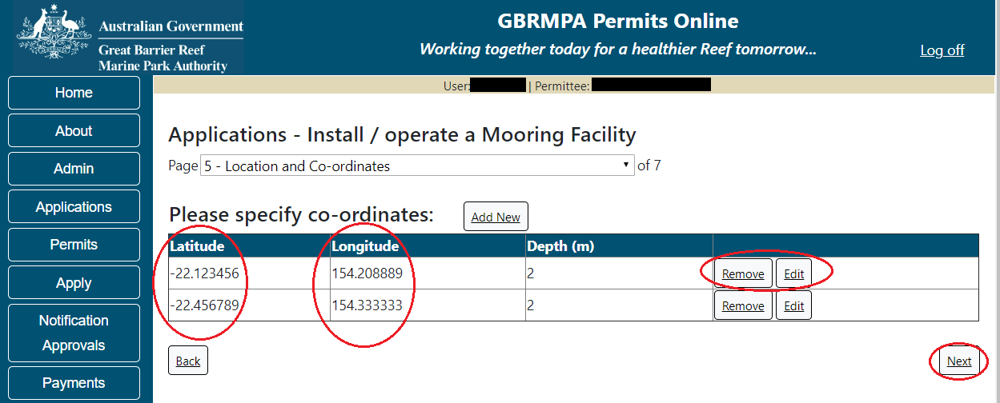 Australian Government
Great Barrier Reef
Marine Park Authority
GBRMPA Permits Online
Working together today for a healthier Reef tomorrow...
Log off
User: | Permittee:
Home
About
Admin
Applications
Permits
Apply
Notification
Approvals
Payments
Applications - Install / operate a Mooring Facility
Page 5 - Location and Co-ordinates of 7
Please specify co-ordinates: Add New
Latitude Longitude Depth (m)
-22.123456 154.208889 2 Remove Edit
-22.456789 154.333333 2 Remove Edit
Back Next